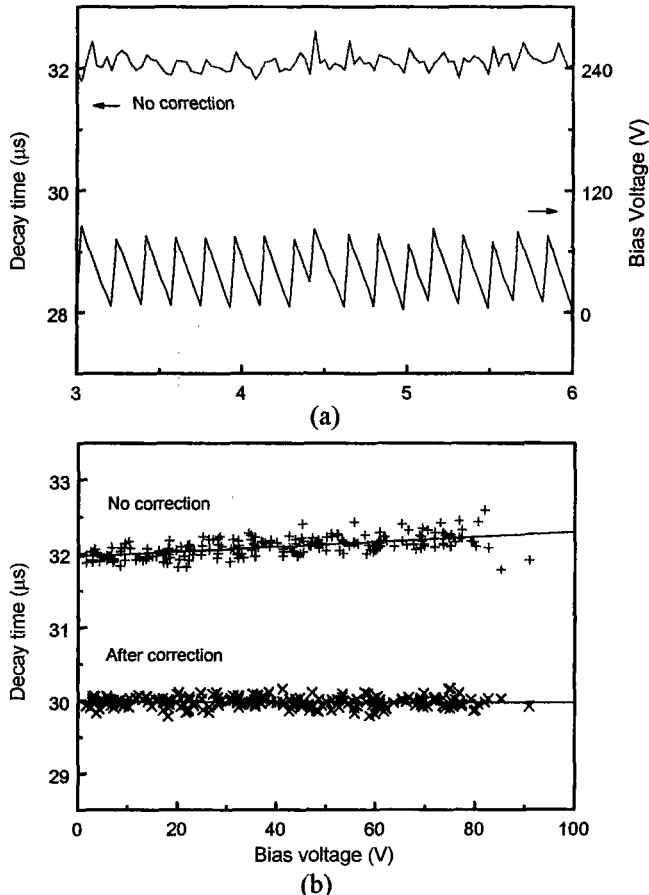 32
30
28
Decay time (μs)
No correction
240
120
0
Bias Voltage (V)
3
4
5
6
(a)
33
32
31
30
29
Decay time (μs)
No correction
After correction
0
20
40
60
80
100
Bias voltage (V)
(b)